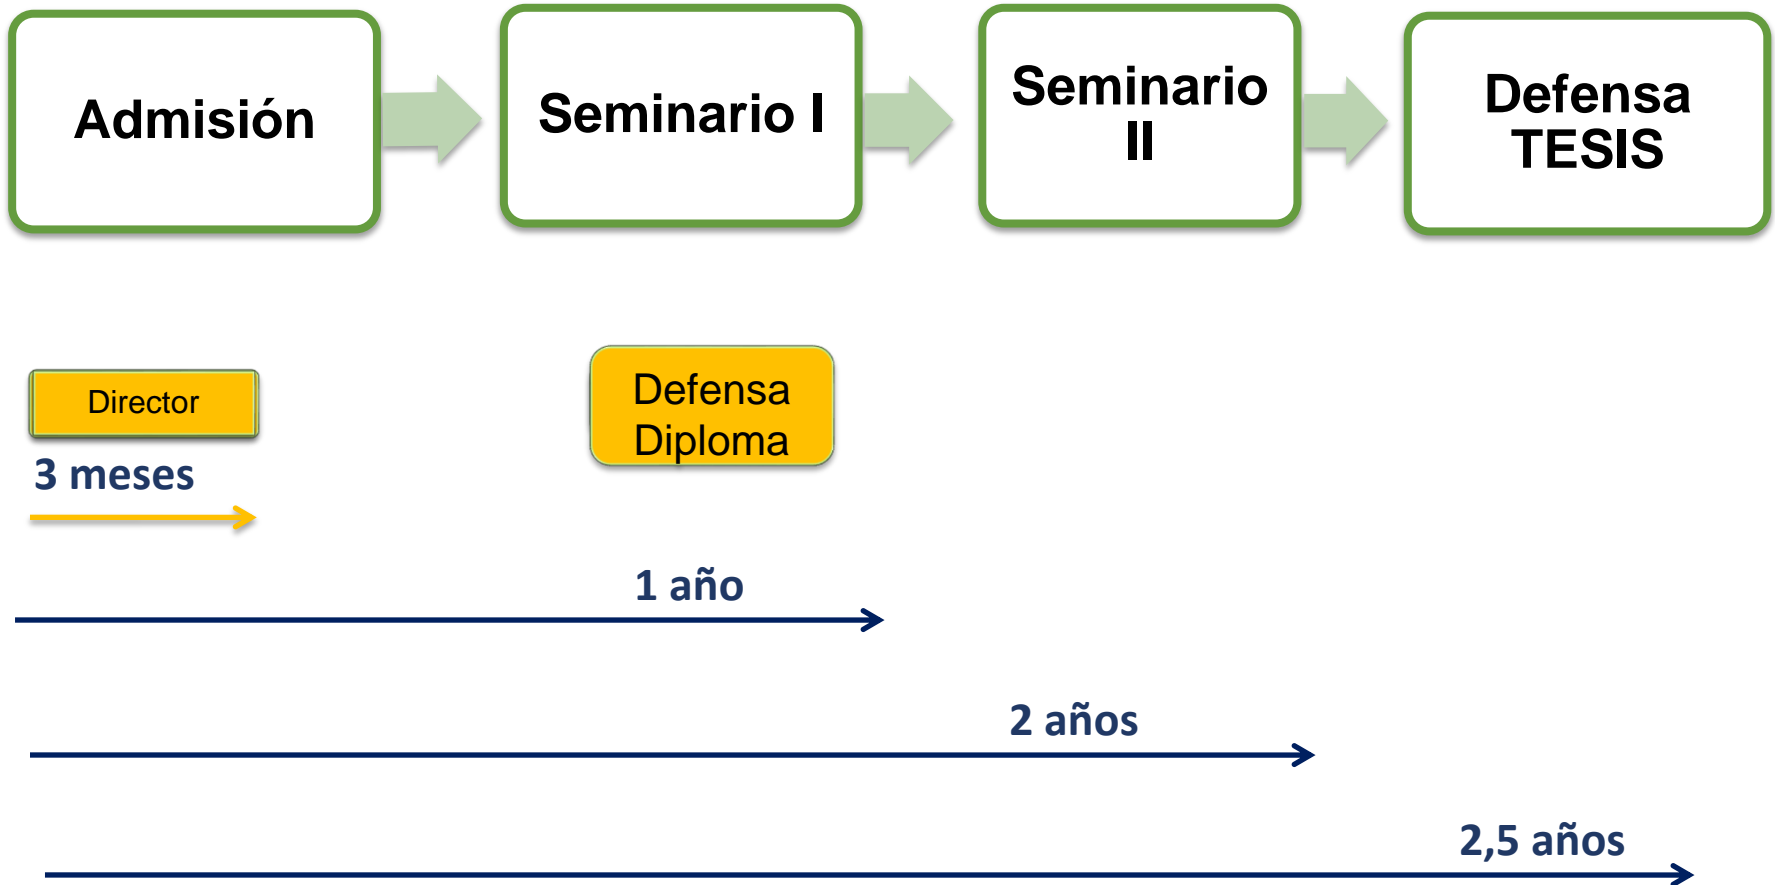 Admisión
Seminario I
Seminario
II
Defensa
TESIS
Director
3 meses
Defensa
Diploma
1 año
2 años
2,5 años